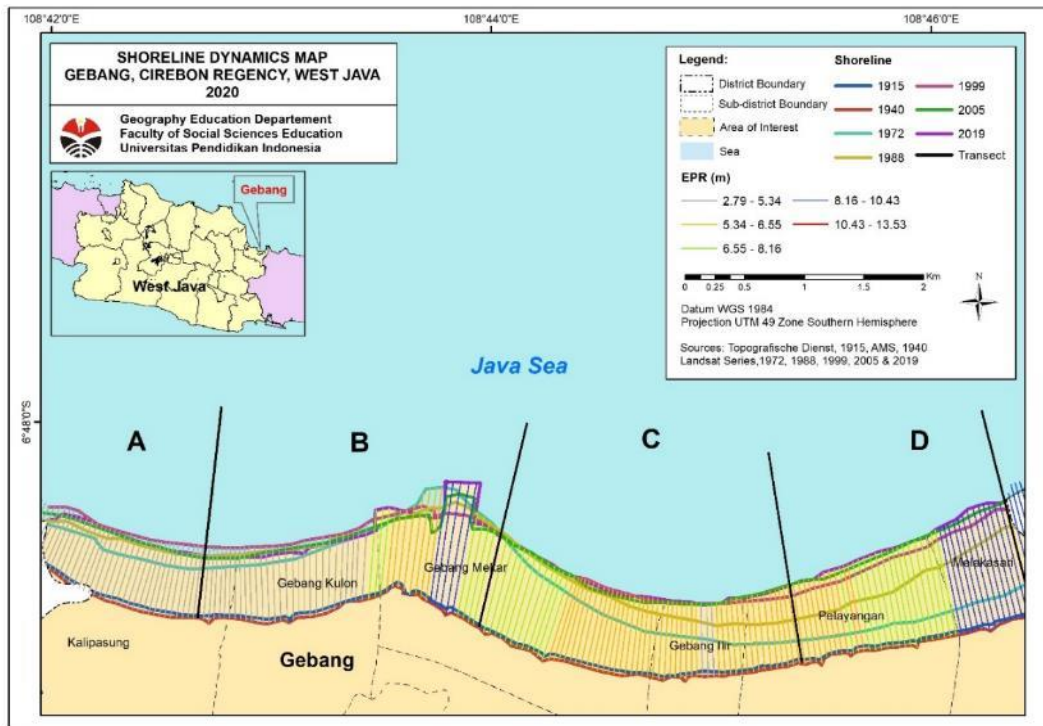 108°42'0"E
108°44'0"E
108°46'0"E
SHORELINE DYNAMICS MAP
GEBANG, CIREBON REGENCY, WEST JAVA
2020
Geography Education Departement
Faculty of Social Sciences Education
Universitas Pendidikan Indonesia
Gebang
West Java
Legend:
District Boundary
Sub-district Boundary
Area of Interest
Sea
Shoreline
1915
1940
1972
1988
1999
2005
2019
Transect
EPR (m)
2.79 - 5.34
5.34 - 6.55
6.55 - 8.16
8.16 - 10.43
10.43 - 13.53
Km
0 0.25 0.5 1 1.5 2
N
Datum WGS 1984
Projection UTM 49 Zone Southern Hemisphere
Sources: Topografische Dienst, 1915, AMS, 1940
Landsat Series,1972, 1988, 1999, 2005 & 2019
Java Sea
6°48'0"S
A
B
C
D
Gebang Kulon
Gebang Mekar
Melakasari
Pelayangan
Gebang Ilir
Kalipasung
Gebang